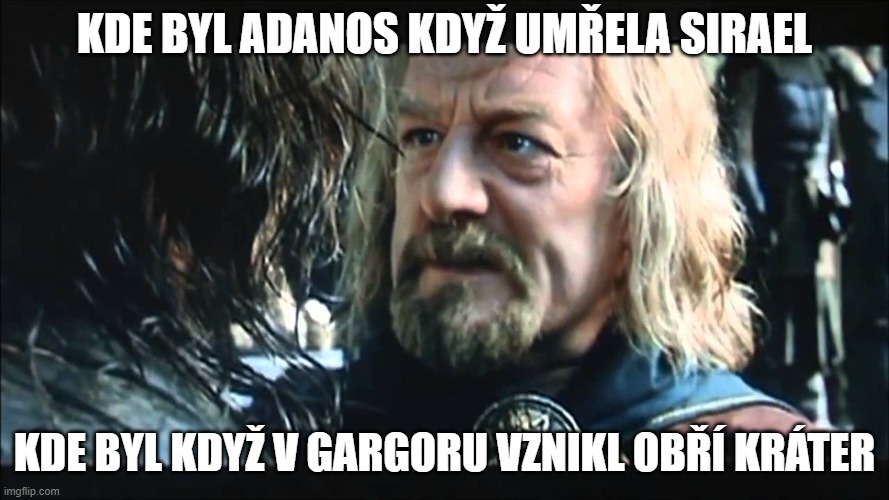 KDE BYL ADANOS KDYŽ UMŘELA SIRAEL
KDE BYL KDYŽ V GARGORU VZNIKL OBŘÍ KRÁTER
imgflip.com